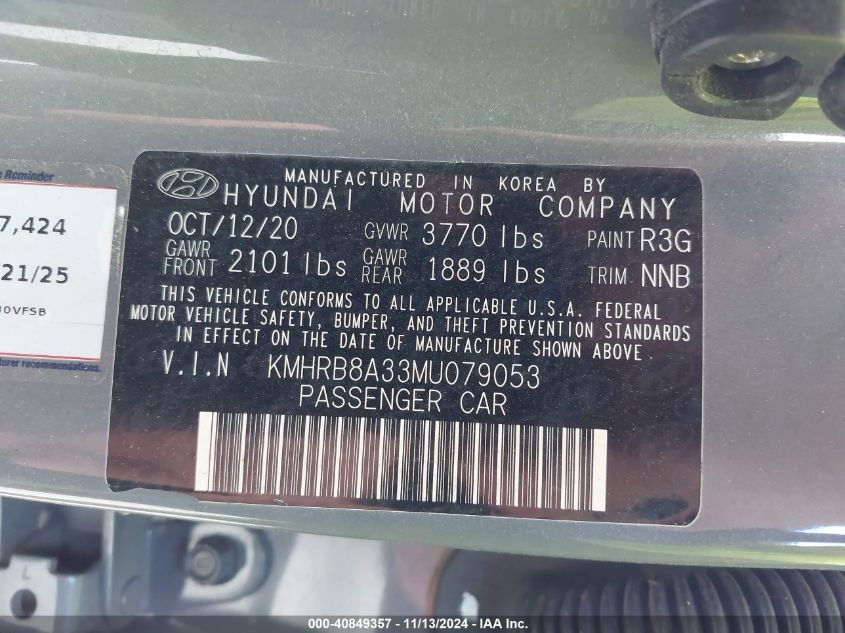 MANUFACTURED IN KOREA BY
HYUNDAI MOTOR COMPANY
OCT/12/20 GVWR 3770 lbs PAINT R3G
GAWR FRONT 2101 lbs GAWR REAR 1889 lbs TRIM NNB
THIS VEHICLE CONFORMS TO ALL APPLICABLE U.S.A. FEDERAL
MOTOR VEHICLE SAFETY, BUMPER, AND THEFT PREVENTION STANDARDS
IN EFFECT ON THE DATE OF MANUFACTURE SHOWN ABOVE.
V.I.N KMHRB8A33MU079053
PASSENGER CAR
Reminder
7,424
21/25
turer recommended
L
000-40849357 - 11/13/2024 - IAA Inc.